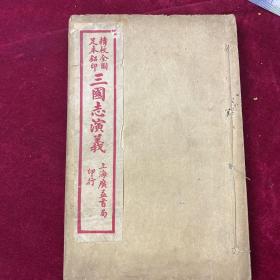 精校全圖
足本鉛印
三國志演義
上海廣益書局
印行